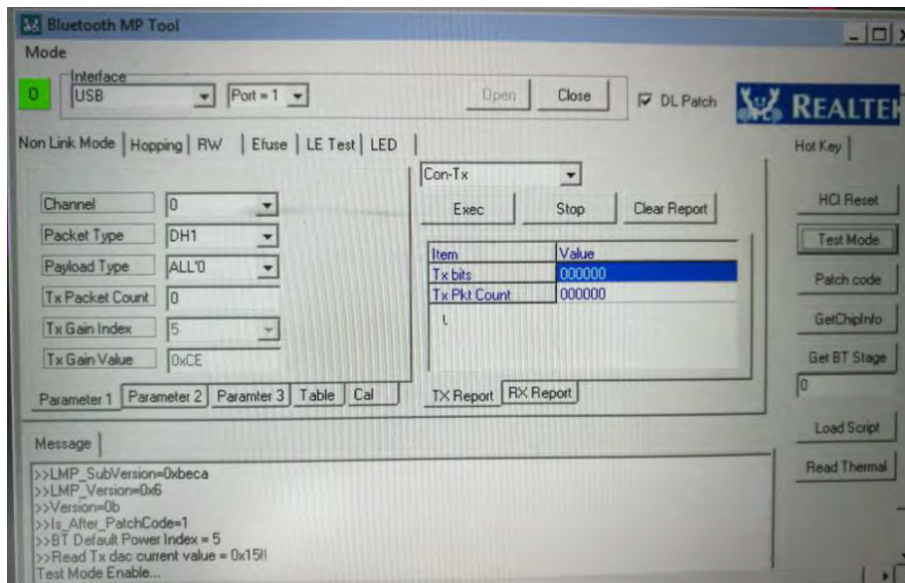 Bluetooth MP Tool
Mode
Interface
0 USB Port = 1 Open Close DL Patch
REALTEK
Non Link Mode Hopping RW Efuse LE Test LED
Hot Key
Con-Tx
Channel 0
Exec Stop Clear Report
HCI Reset
Packet Type DH1
Test Mode
Payload Type ALL'0
Item Value
Tx bits 000000
Patch code
Tx Packet Count 0
Tx Pkt Count 000000
Tx Gain Index 5
GetChipInfo
Tx Gain Value 0xCE
Get BT Stage
0
Parameter 1 Parameter 2 Paramter 3 Table Cal
TX Report RX Report
Load Script
Message
Read Thermal
>>LMP_SubVersion=0xbeca
>>LMP_Version=0x6
>>Version=0b
>>Is_After_PatchCode=1
>>BT Default Power Index = 5
>>Read Tx dac current value = 0x15!!
Test Mode Enable...